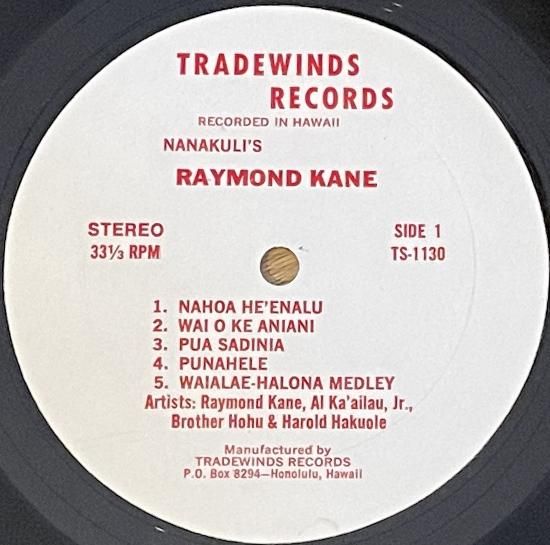 TRADEWINDS
RECORDS
RECORDED IN HAWAII
NANAKULI'S
RAYMOND KANE
STEREO
33⅓ RPM
SIDE 1
TS-1130
1. NAHOA HE'ENALU
2. WAI O KE ANIANI
3. PUA SADINIA
4. PUNAHELE
5. WAIALAE-HALONA MEDLEY
Artists: Raymond Kane, Al Ka'ailau, Jr.,
Brother Hohu & Harold Hakuole
Manufactured by
TRADEWINDS RECORDS
P.O. Box 8294—Honolulu, Hawaii